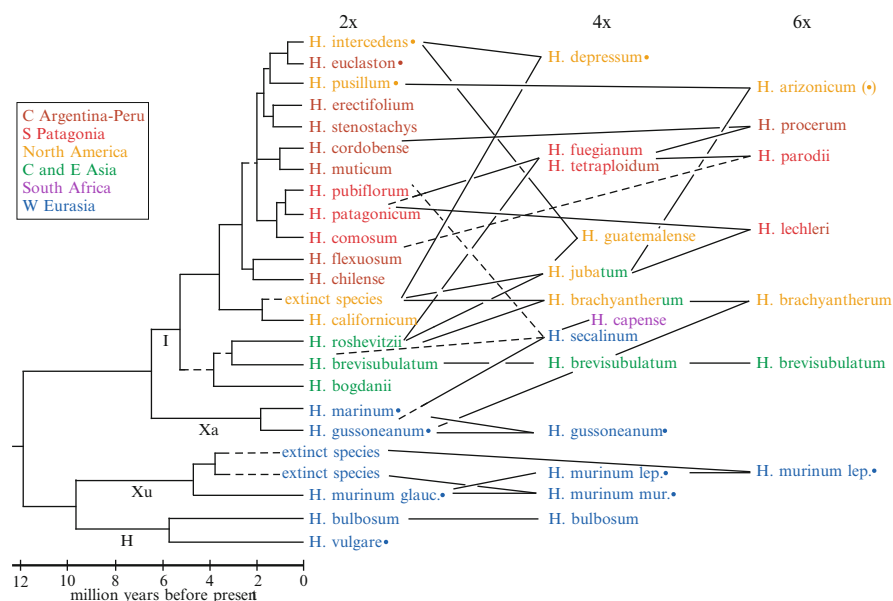 2x 4x 6x
H. intercedens•
H. depressum•
H. euclaston•
H. pusillum•
H. arizonicum (•)
C Argentina-Peru
S Patagonia
North America
C and E Asia
South Africa
W Eurasia
H. erectifolium
H. stenostachys
H. procerum
H. cordobense
H. fuegianum
H. tetraploidum
H. parodii
H. muticum
H. pubiflorum
H. patagonicum
H. lechleri
H. comosum
H. guatemalense
H. flexuosum
H. chilense
H. jubatum
extinct species
H. brachyantherum
H. brachyantherum
H. californicum
H. capense
I
H. roshevitzii
H. secalinum
H. brevisubulatum
H. brevisubulatum
H. brevisubulatum
H. bogdanii
H. marinum•
Xa
H. gussoneanum•
H. gussoneanum•
extinct species
extinct species
H. murinum lep.•
H. murinum lep.•
Xu
H. murinum glauc.•
H. murinum mur.•
H. bulbosum
H. bulbosum
H
H. vulgare•
12 10 8 6 4 2 0
million years before present